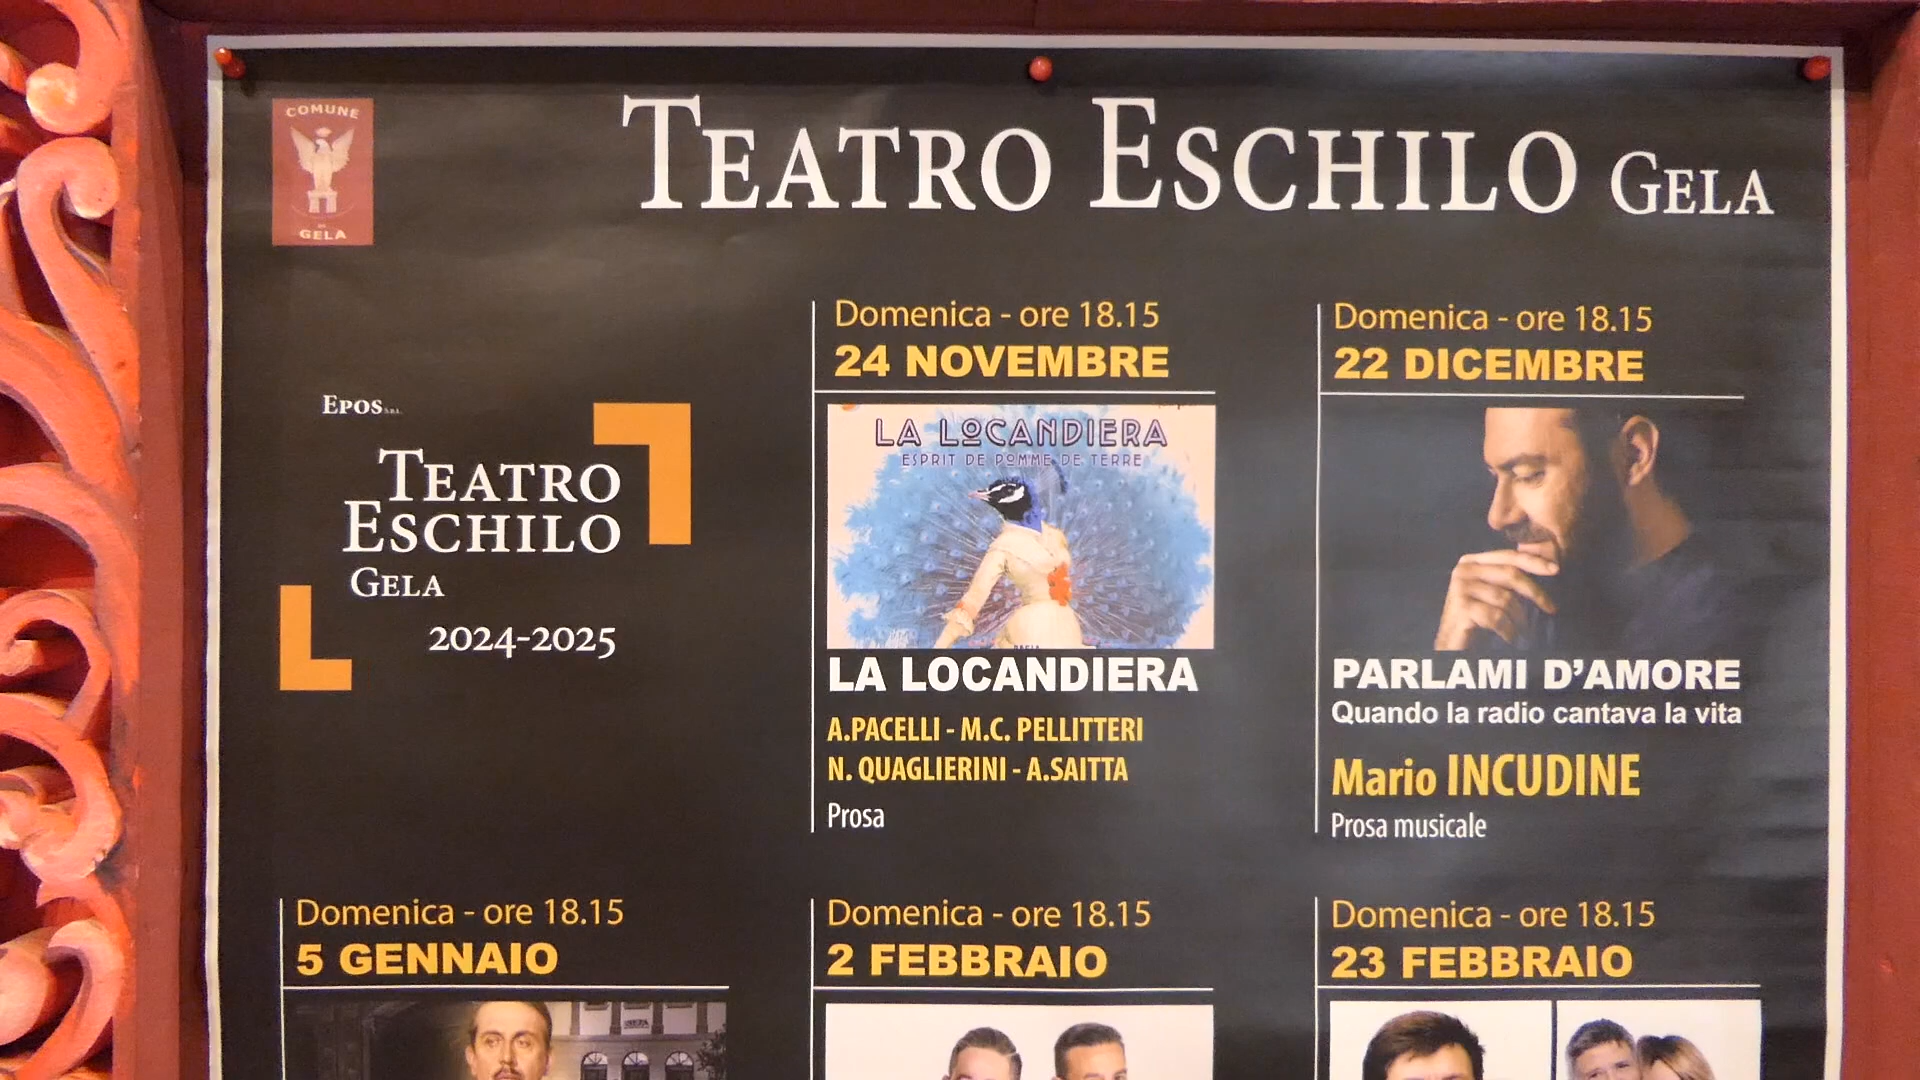 COMUNE
DI
GELA
TEATRO ESCHILO GELA
EPOS S.R.L.
TEATRO
ESCHILO
GELA
2024-2025
Domenica - ore 18.15
24 NOVEMBRE
LA LOCANDIERA
ESPRIT DE POMME DE TERRE
LA LOCANDIERA
A.PACELLI - M.C. PELLITTERI
N. QUAGLIERINI - A.SAITTA
Prosa
Domenica - ore 18.15
22 DICEMBRE
PARLAMI D'AMORE
Quando la radio cantava la vita
Mario INCUDINE
Prosa musicale
Domenica - ore 18.15
5 GENNAIO
Domenica - ore 18.15
2 FEBBRAIO
Domenica - ore 18.15
23 FEBBRAIO